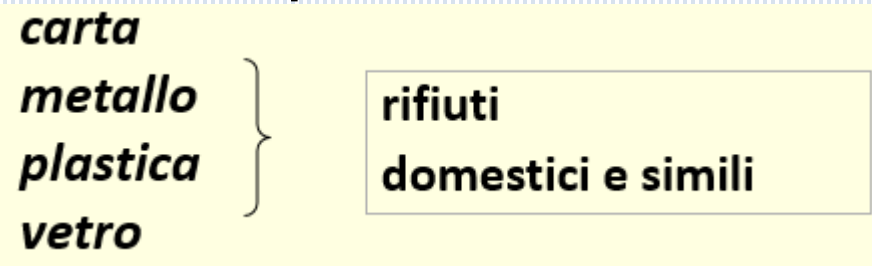 carta
metallo
plastica
vetro
rifiuti
domestici e simili